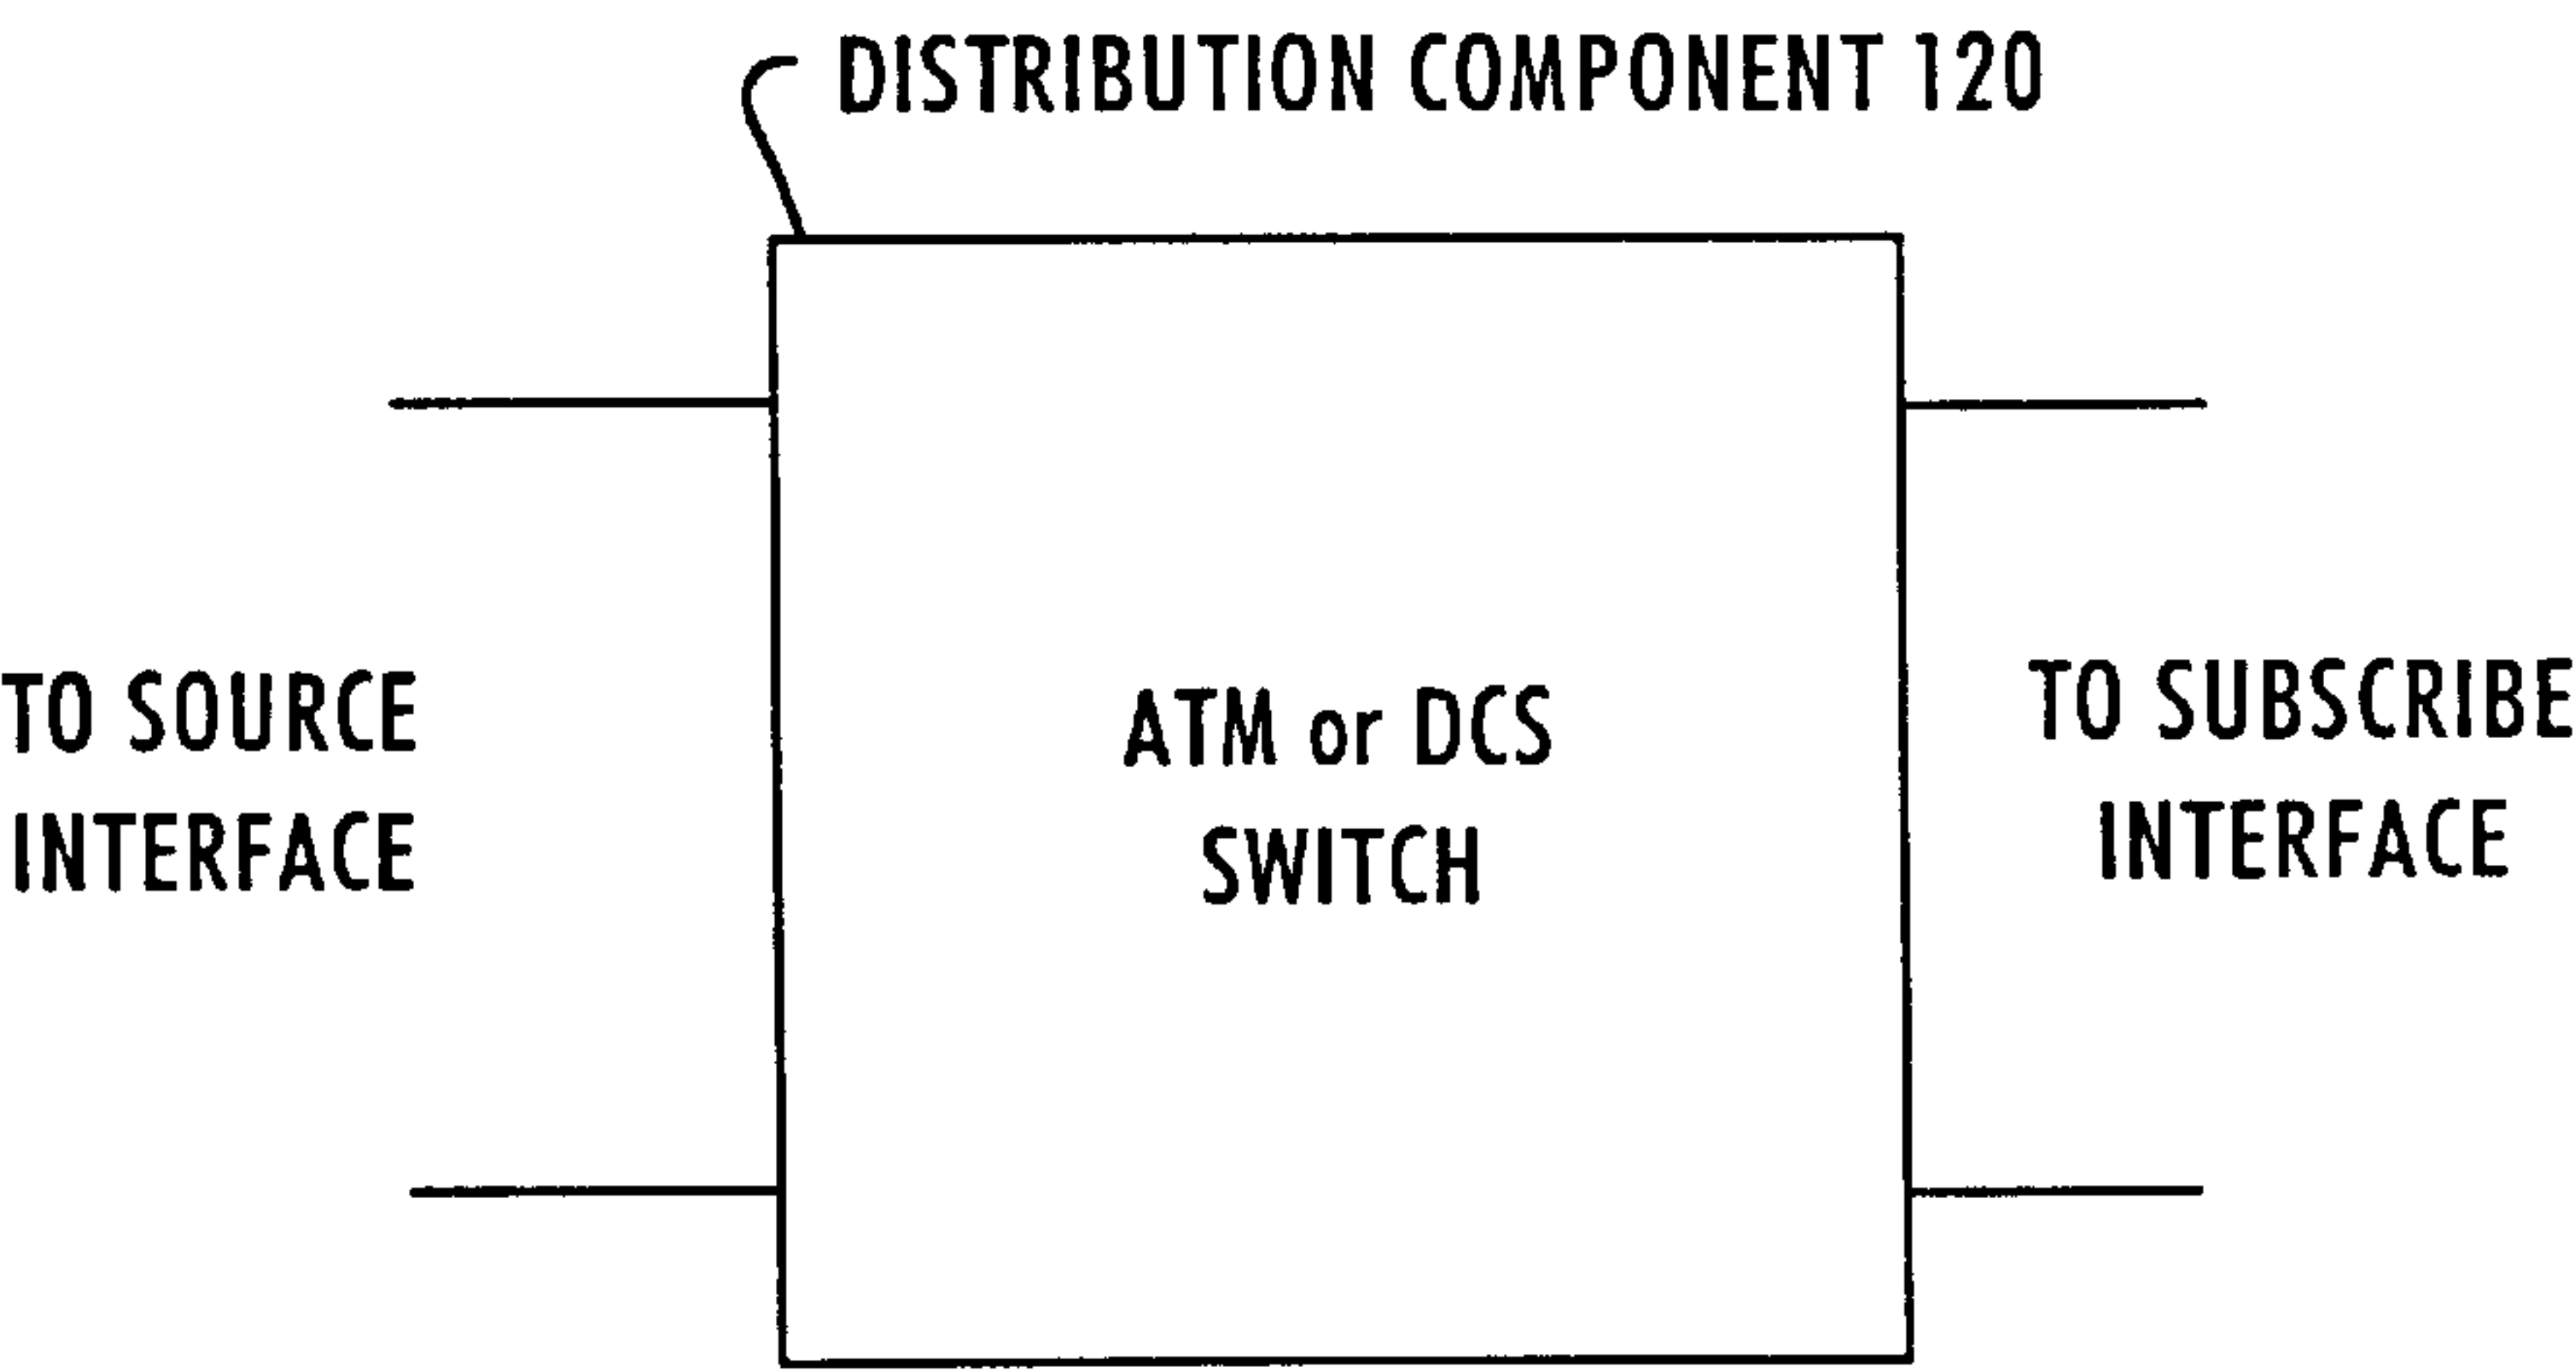 DISTRIBUTION COMPONENT 120
TO SOURCE
INTERFACE
ATM or DCS
SWITCH
TO SUBSCRIBE
INTERFACE